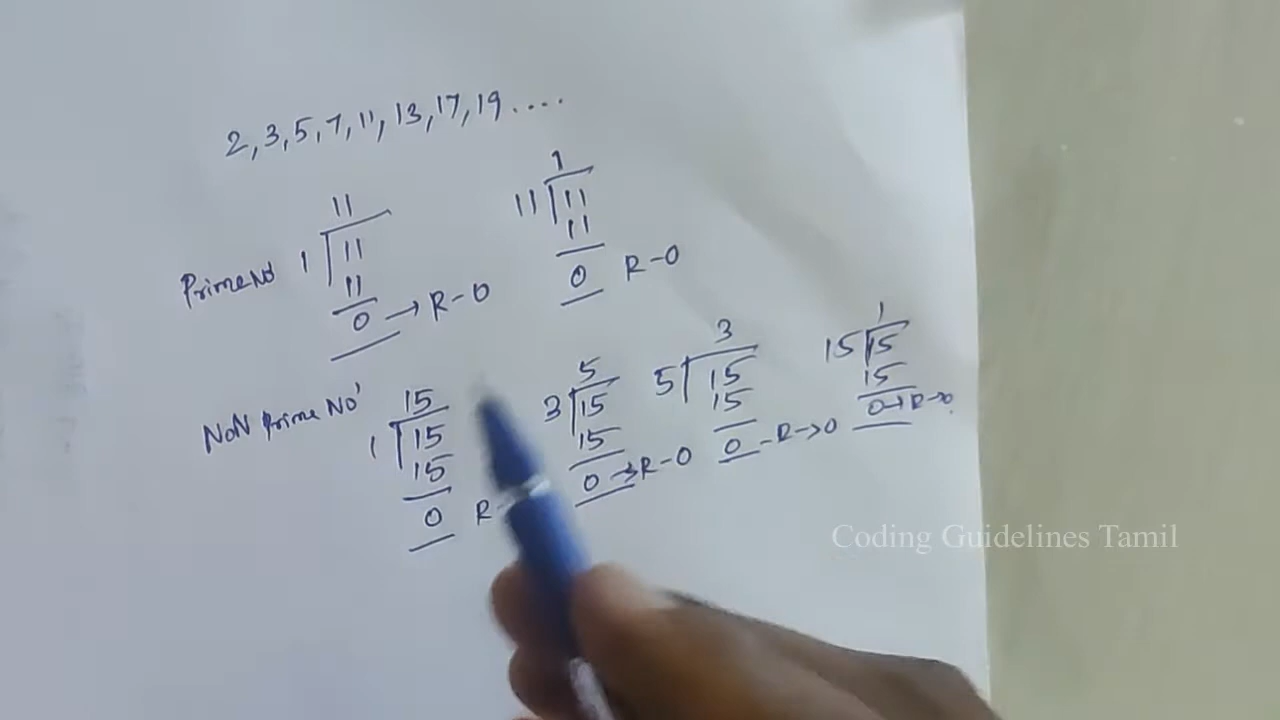 2, 3, 5, 7, 11, 13, 17, 19 ....
11
1 11
11
0 → R-0
Prime No'
1
11 11
11
0 R-0
NoN Prime No'
15
1 15
15
0 R-
5
3 15
15
0 → R-0
3
5 15
15
0 - R → 0
1
15 15
15
0 → R → 0
Coding Guidelines Tamil